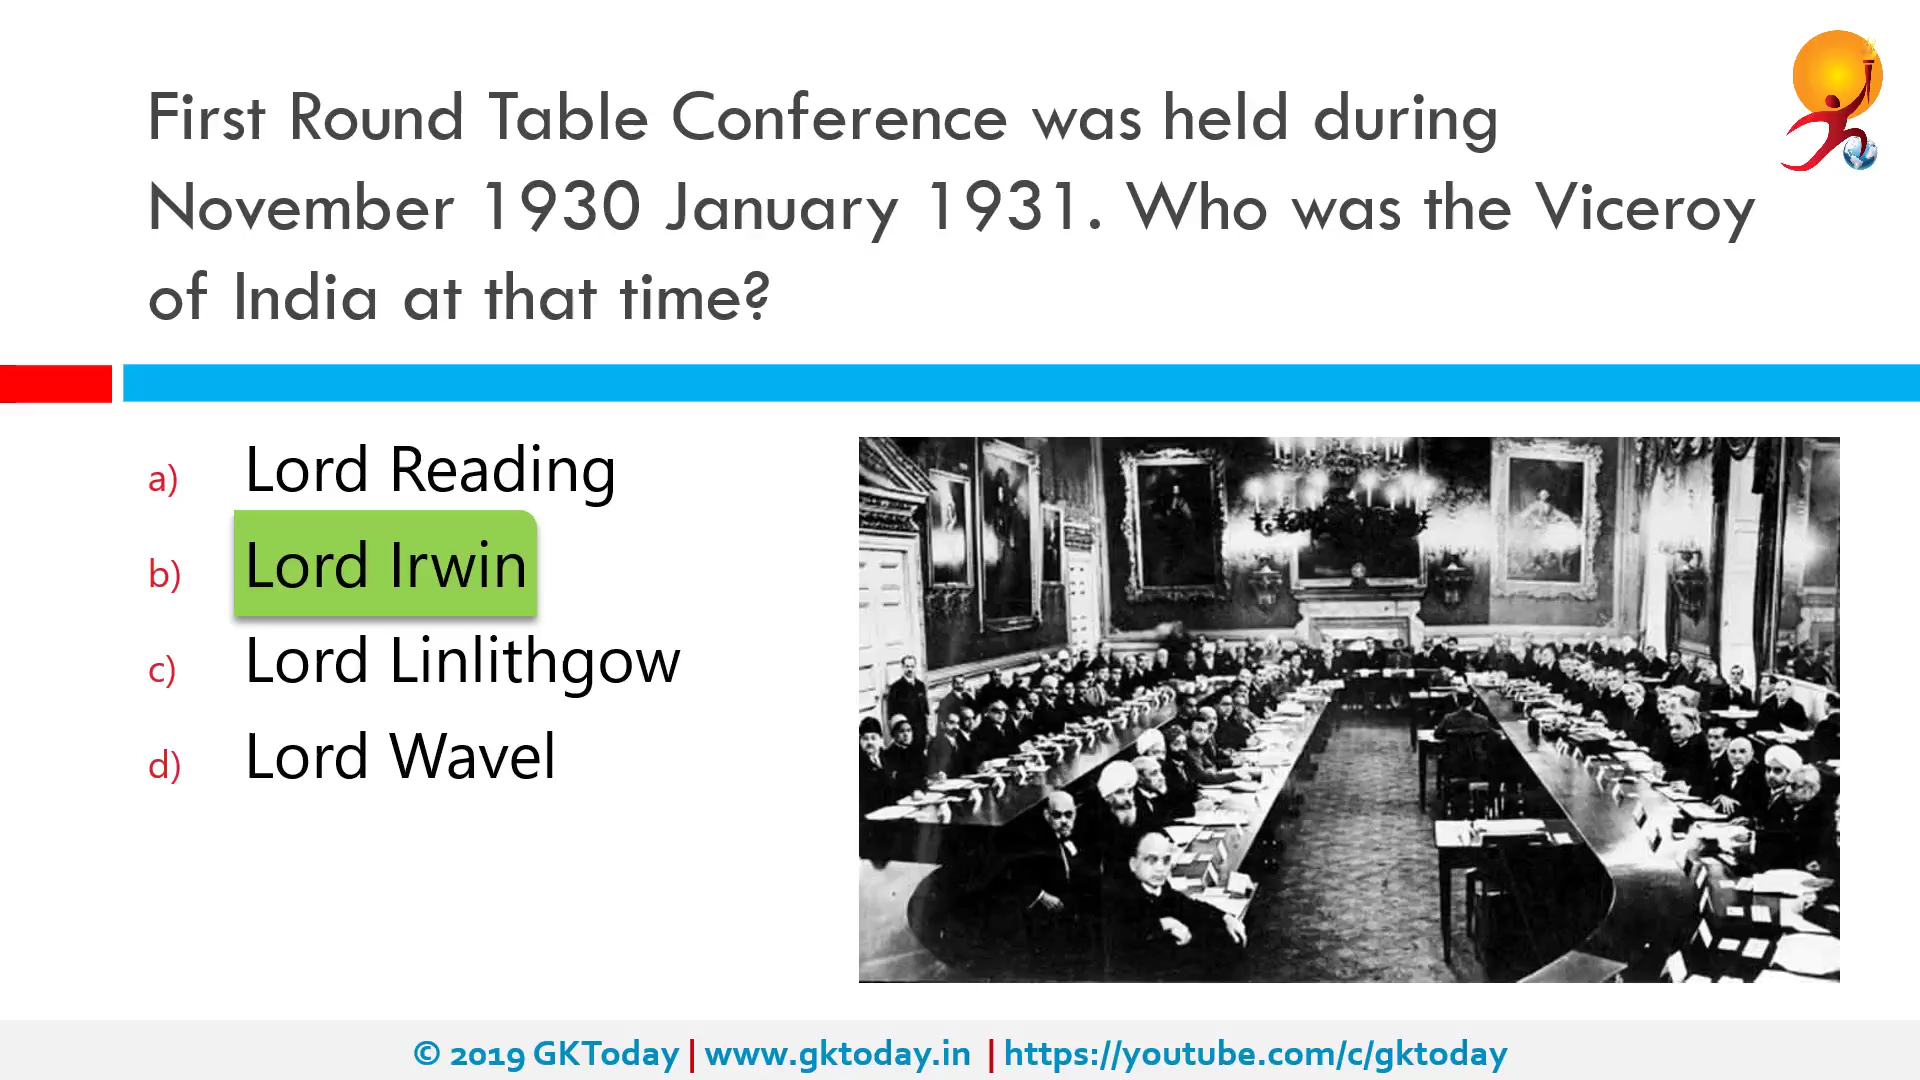 First Round Table Conference was held during
November 1930 January 1931. Who was the Viceroy
of India at that time?
a) Lord Reading
b) Lord Irwin
c) Lord Linlithgow
d) Lord Wavel
© 2019 GKToday | www.gktoday.in | https://youtube.com/c/gktoday